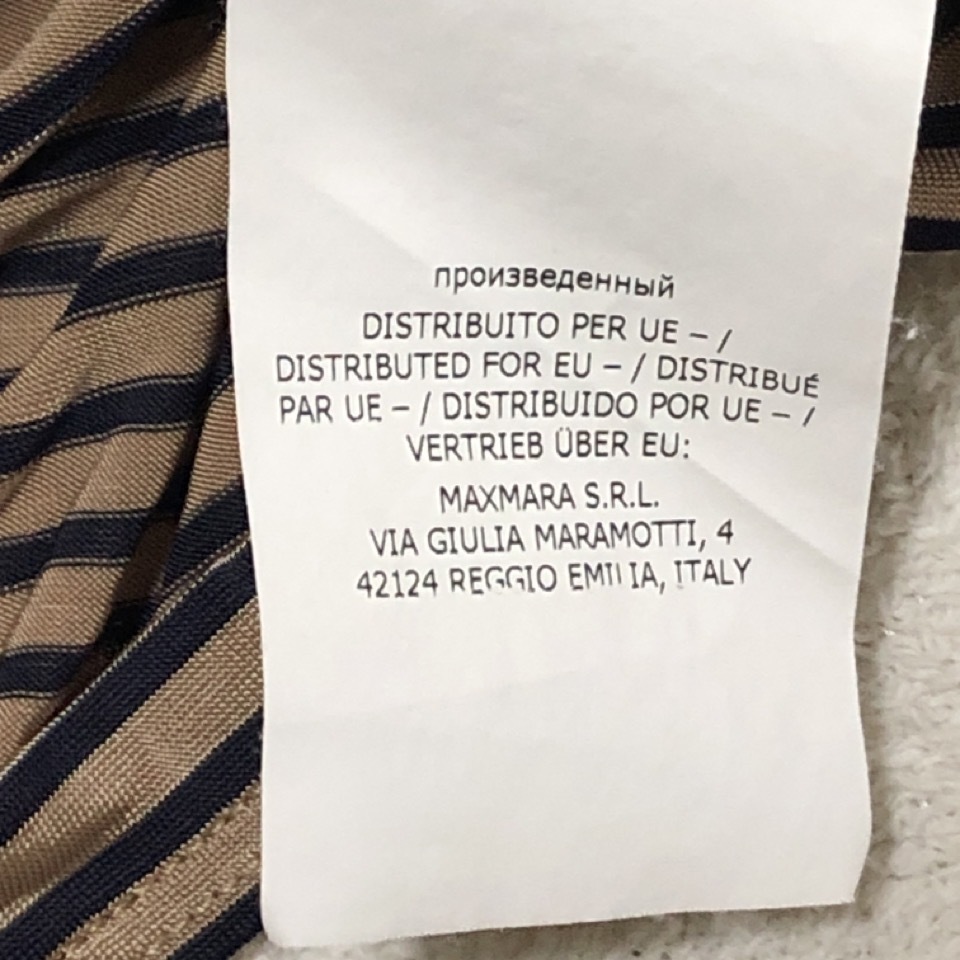 произведенный
DISTRIBUITO PER UE – /
DISTRIBUTED FOR EU – / DISTRIBUÉ
PAR UE – / DISTRIBUIDO POR UE – /
VERTRIEB ÜBER EU:
MAXMARA S.R.L.
VIA GIULIA MARAMOTTI, 4
42124 REGGIO EMILIA, ITALY